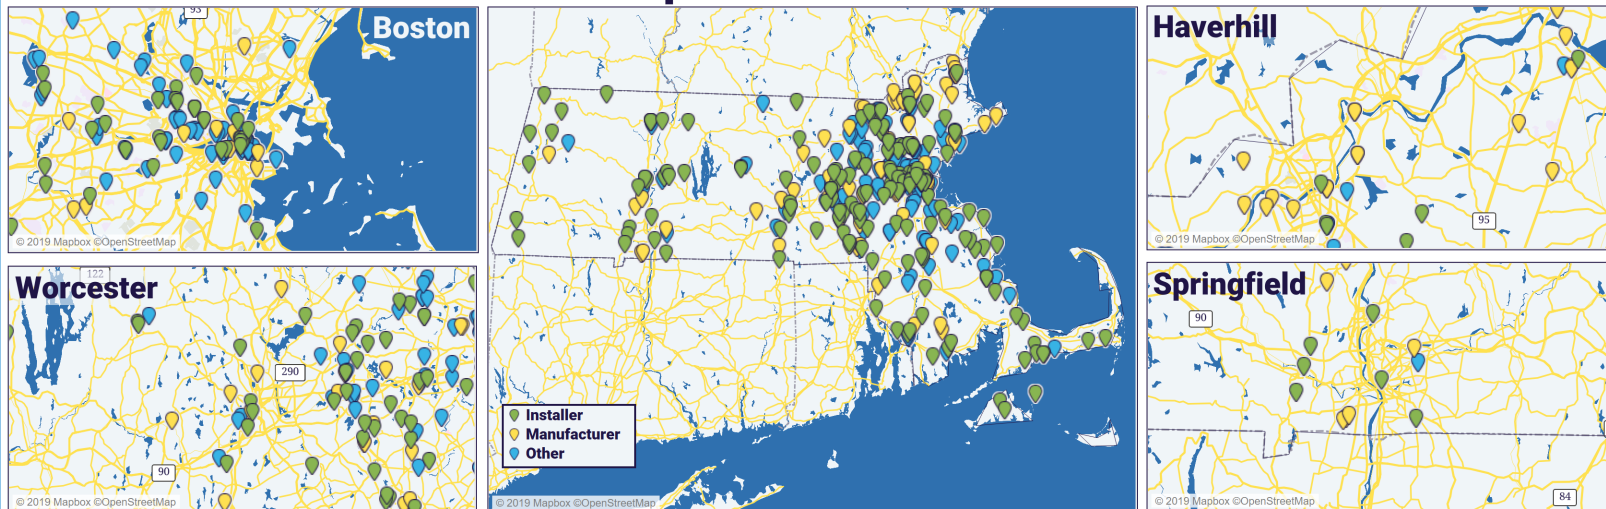 93
Boston
© 2019 Mapbox ©OpenStreetMap
122
Worcester
290
90
© 2019 Mapbox ©OpenStreetMap
Installer
Manufacturer
Other
© 2019 Mapbox ©OpenStreetMap
Haverhill
95
© 2019 Mapbox ©OpenStreetMap
Springfield
90
84
© 2019 Mapbox ©OpenStreetMap